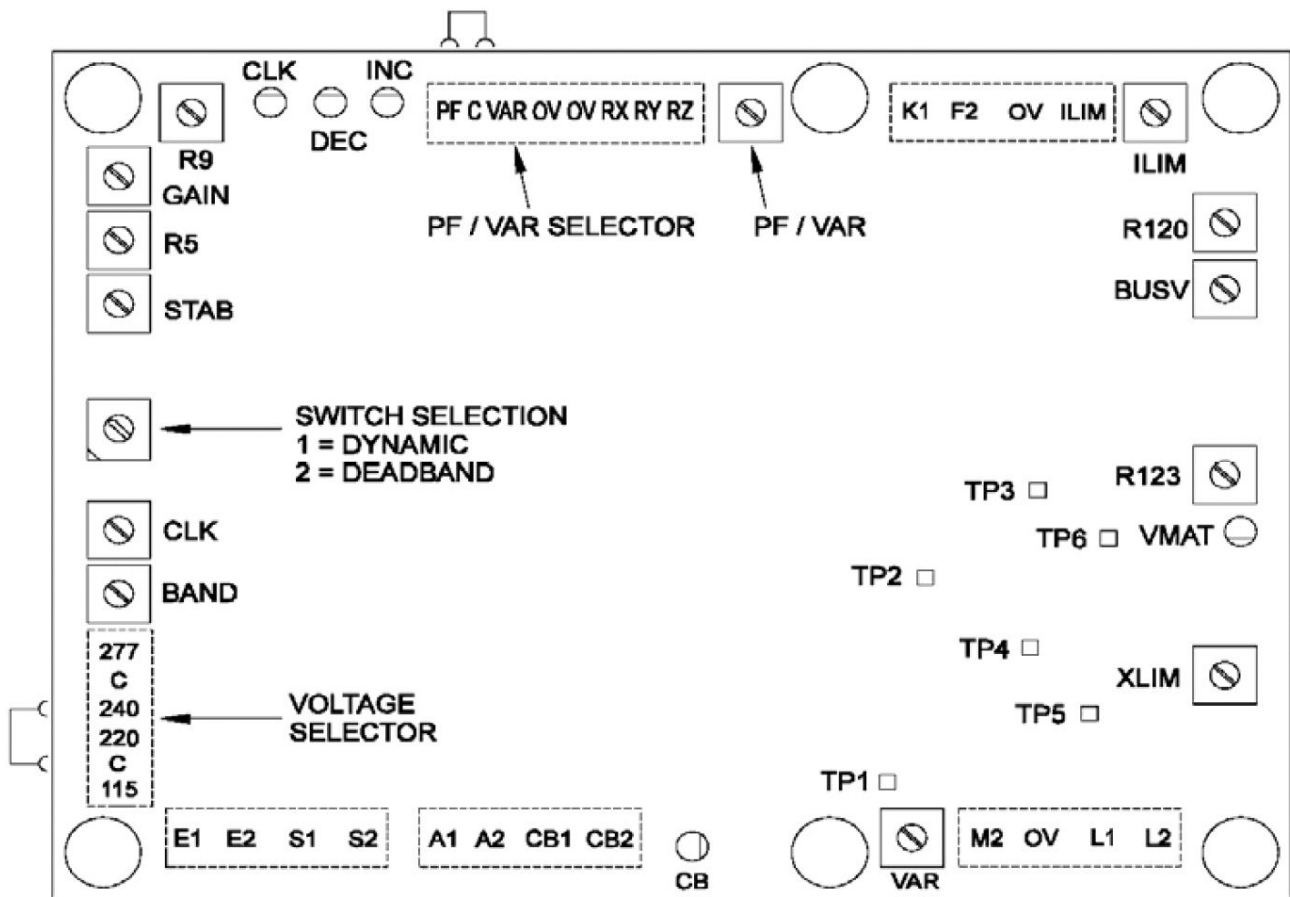 CLK
INC
DEC
PF C VAR OV OV RX RY RZ
K1 F2 OV ILIM
R9
GAIN
ILIM
PF / VAR SELECTOR
PF / VAR
R5
R120
STAB
BUSV
SWITCH SELECTION
1 = DYNAMIC
2 = DEADBAND
R123
TP3
CLK
TP6
VMAT
TP2
BAND
277
C
240
220
C
115
VOLTAGE
SELECTOR
TP4
XLIM
TP5
TP1
E1 E2 S1 S2
A1 A2 CB1 CB2
CB
VAR
M2 OV L1 L2